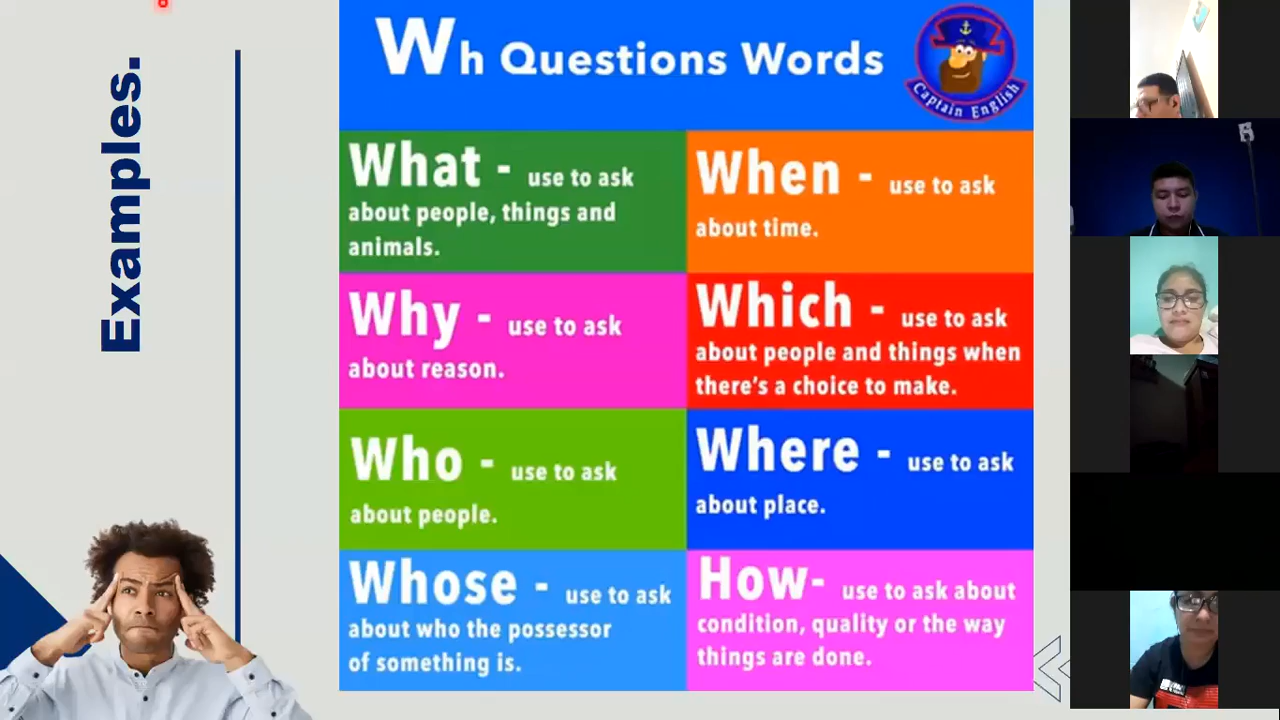 Examples.
Wh Questions Words
Captain English
What - use to ask
about people, things and
animals.
When - use to ask
about time.
Why - use to ask
about reason.
Which - use to ask
about people and things when
there's a choice to make.
Who - use to ask
about people.
Where - use to ask
about place.
Whose - use to ask
about who the possessor
of something is.
How- use to ask about
condition, quality or the way
things are done.